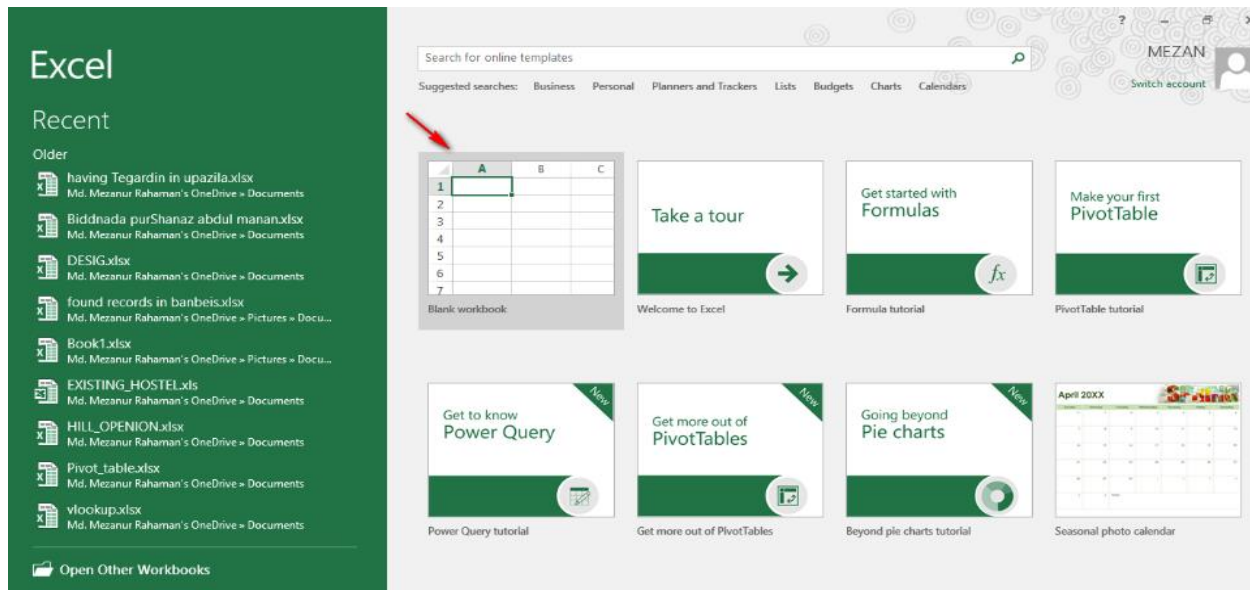 Excel
Recent
Older
having Tegardin in upazila.xlsx
Md. Mezanur Rahaman's OneDrive » Documents
Biddnada purShanaz abdul manan.xlsx
Md. Mezanur Rahaman's OneDrive » Documents
DESIG.xlsx
Md. Mezanur Rahaman's OneDrive » Documents
found records in banbeis.xlsx
Md. Mezanur Rahaman's OneDrive » Pictures » Docu...
Book1.xlsx
Md. Mezanur Rahaman's OneDrive » Pictures » Docu...
EXISTING_HOSTEL.xls
Md. Mezanur Rahaman's OneDrive » Documents
HILL_OPENION.xlsx
Md. Mezanur Rahaman's OneDrive » Documents
Pivot_table.xlsx
Md. Mezanur Rahaman's OneDrive » Documents
vlookup.xlsx
Md. Mezanur Rahaman's OneDrive » Documents
Open Other Workbooks
?
MEZAN
Switch account
Search for online templates
Suggested searches: Business Personal Planners and Trackers Lists Budgets Charts Calendars
A B C
1
2
3
4
5
6
7
Blank workbook
Take a tour
Welcome to Excel
Get started with
Formulas
fx
Formula tutorial
Make your first
PivotTable
PivotTable tutorial
New
Get to know
Power Query
Power Query tutorial
New
Get more out of
PivotTables
Get more out of PivotTables
New
Going beyond
Pie charts
Beyond pie charts tutorial
April 20XX
Seasonal photo calendar